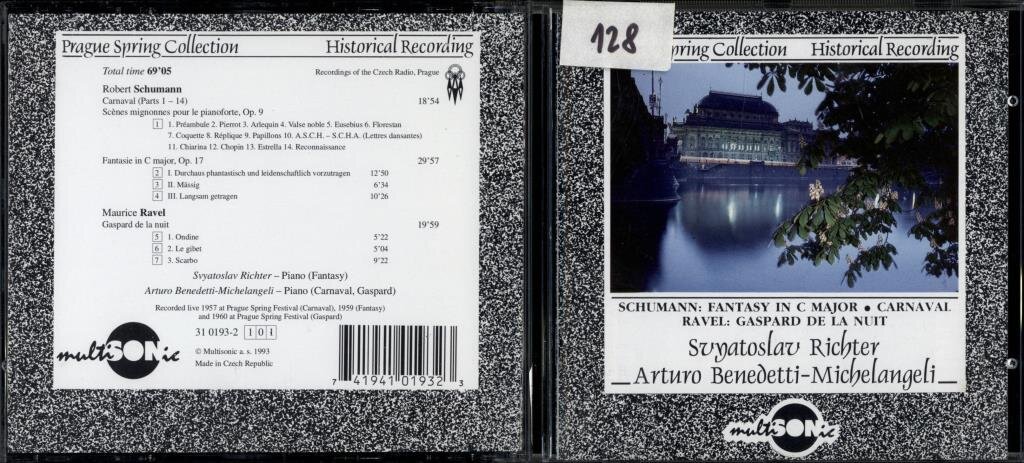 Prague Spring Collection Historical Recording
Total time 69'05 Recordings of the Czech Radio, Prague
Robert Schumann
Carnaval (Parts 1 – 14) 18'54
Scènes mignonnes pour le pianoforte, Op. 9
1 1. Préambule 2. Pierrot 3. Arlequin 4. Valse noble 5. Eusebius 6. Florestan
7. Coquette 8. Réplique 9. Papillons 10. A.S.C.H. – S.C.H.A. (Lettres dansantes)
11. Chiarina 12. Chopin 13. Estrella 14. Reconnaissance
Fantasie in C major, Op. 17 29'57
2 I. Durchaus phantastisch und leidenschaftlich vorzutragen 12'50
3 II. Mässig 6'34
4 III. Langsam getragen 10'26
Maurice Ravel
Gaspard de la nuit 19'59
5 1. Ondine 5'22
6 2. Le gibet 5'04
7 3. Scarbo 9'22
Svyatoslav Richter – Piano (Fantasy)
Arturo Benedetti-Michelangeli – Piano (Carnaval, Gaspard)
Recorded live 1957 at Prague Spring Festival (Carnaval), 1959 (Fantasy)
and 1960 at Prague Spring Festival (Gaspard)
31 0193-2 101
multiSONic
© Multisonic a. s. 1993
Made in Czech Republic
7 41941 01932 3
128
Spring Collection Historical Recording
SCHUMANN: FANTASY IN C MAJOR • CARNAVAL
RAVEL: GASPARD DE LA NUIT
Svyatoslav Richter
Arturo Benedetti-Michelangeli
multiSONic